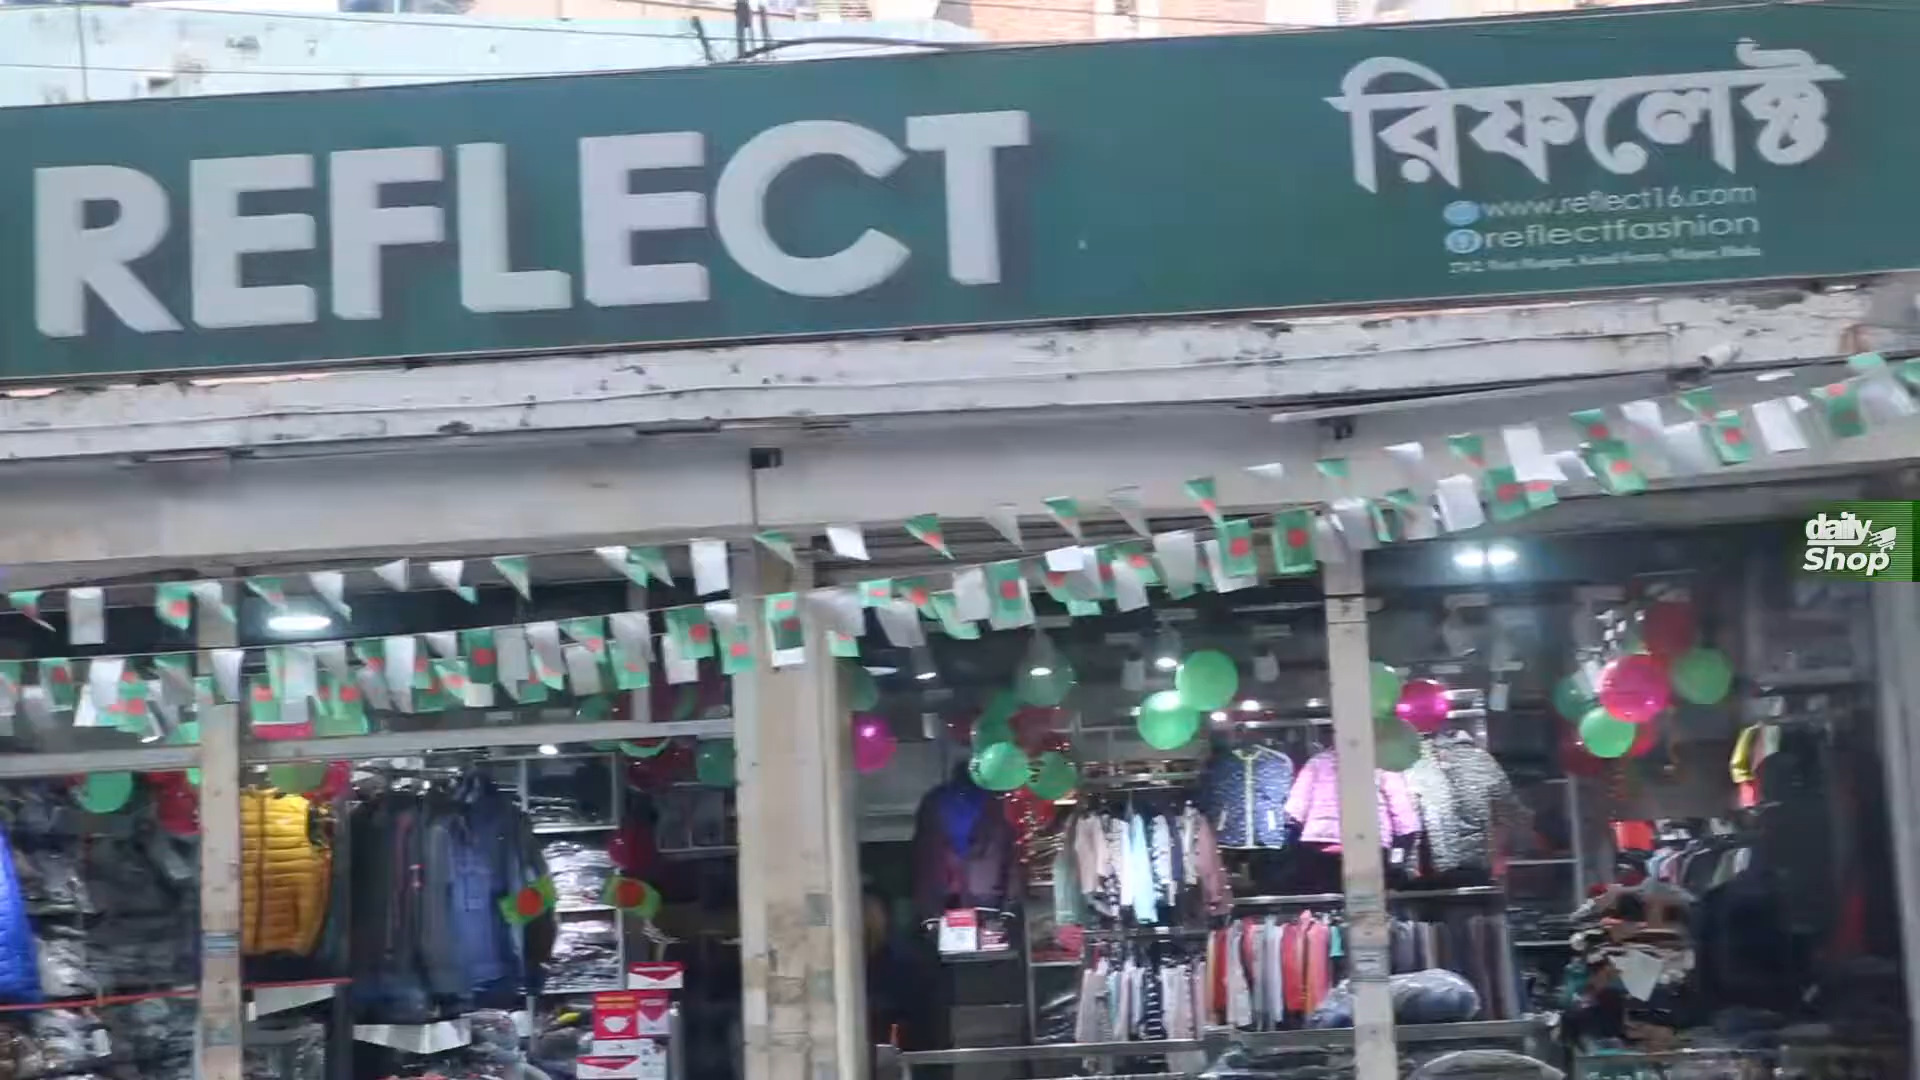 REFLECT
রিফলেক্ট
www.reflect16.com
reflectfashion
daily
Shop